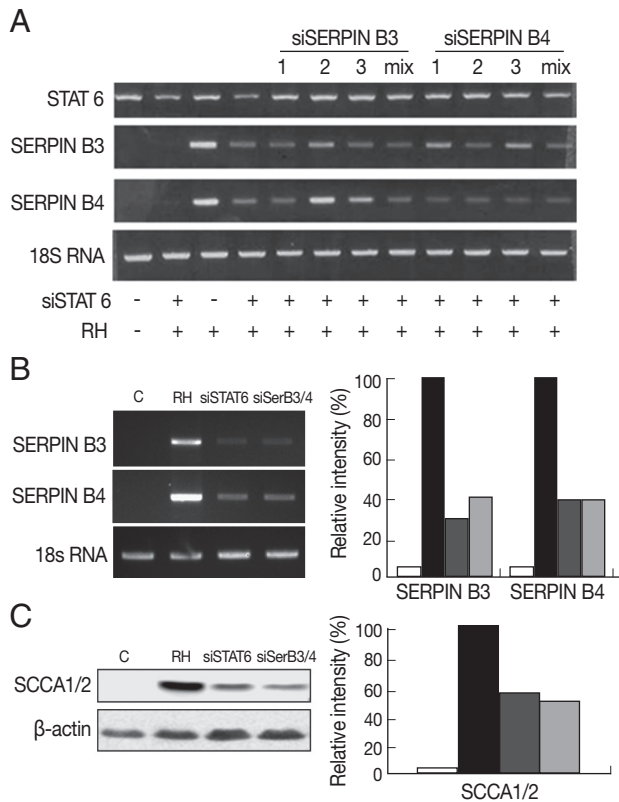 A
siSERPIN B3 siSERPIN B4
1 2 3 mix 1 2 3 mix
STAT 6
SERPIN B3
SERPIN B4
18S RNA
siSTAT 6 - + - + + + + + + + + +
RH - + + + + + + + + + + +
B
C RH siSTAT6 siSerB3/4
SERPIN B3
SERPIN B4
18s RNA
Relative intensity (%)
100
80
60
40
20
0
SERPIN B3 SERPIN B4
C
C RH siSTAT6 siSerB3/4
SCCA1/2
β-actin
Relative intensity (%)
100
80
60
40
20
0
SCCA1/2